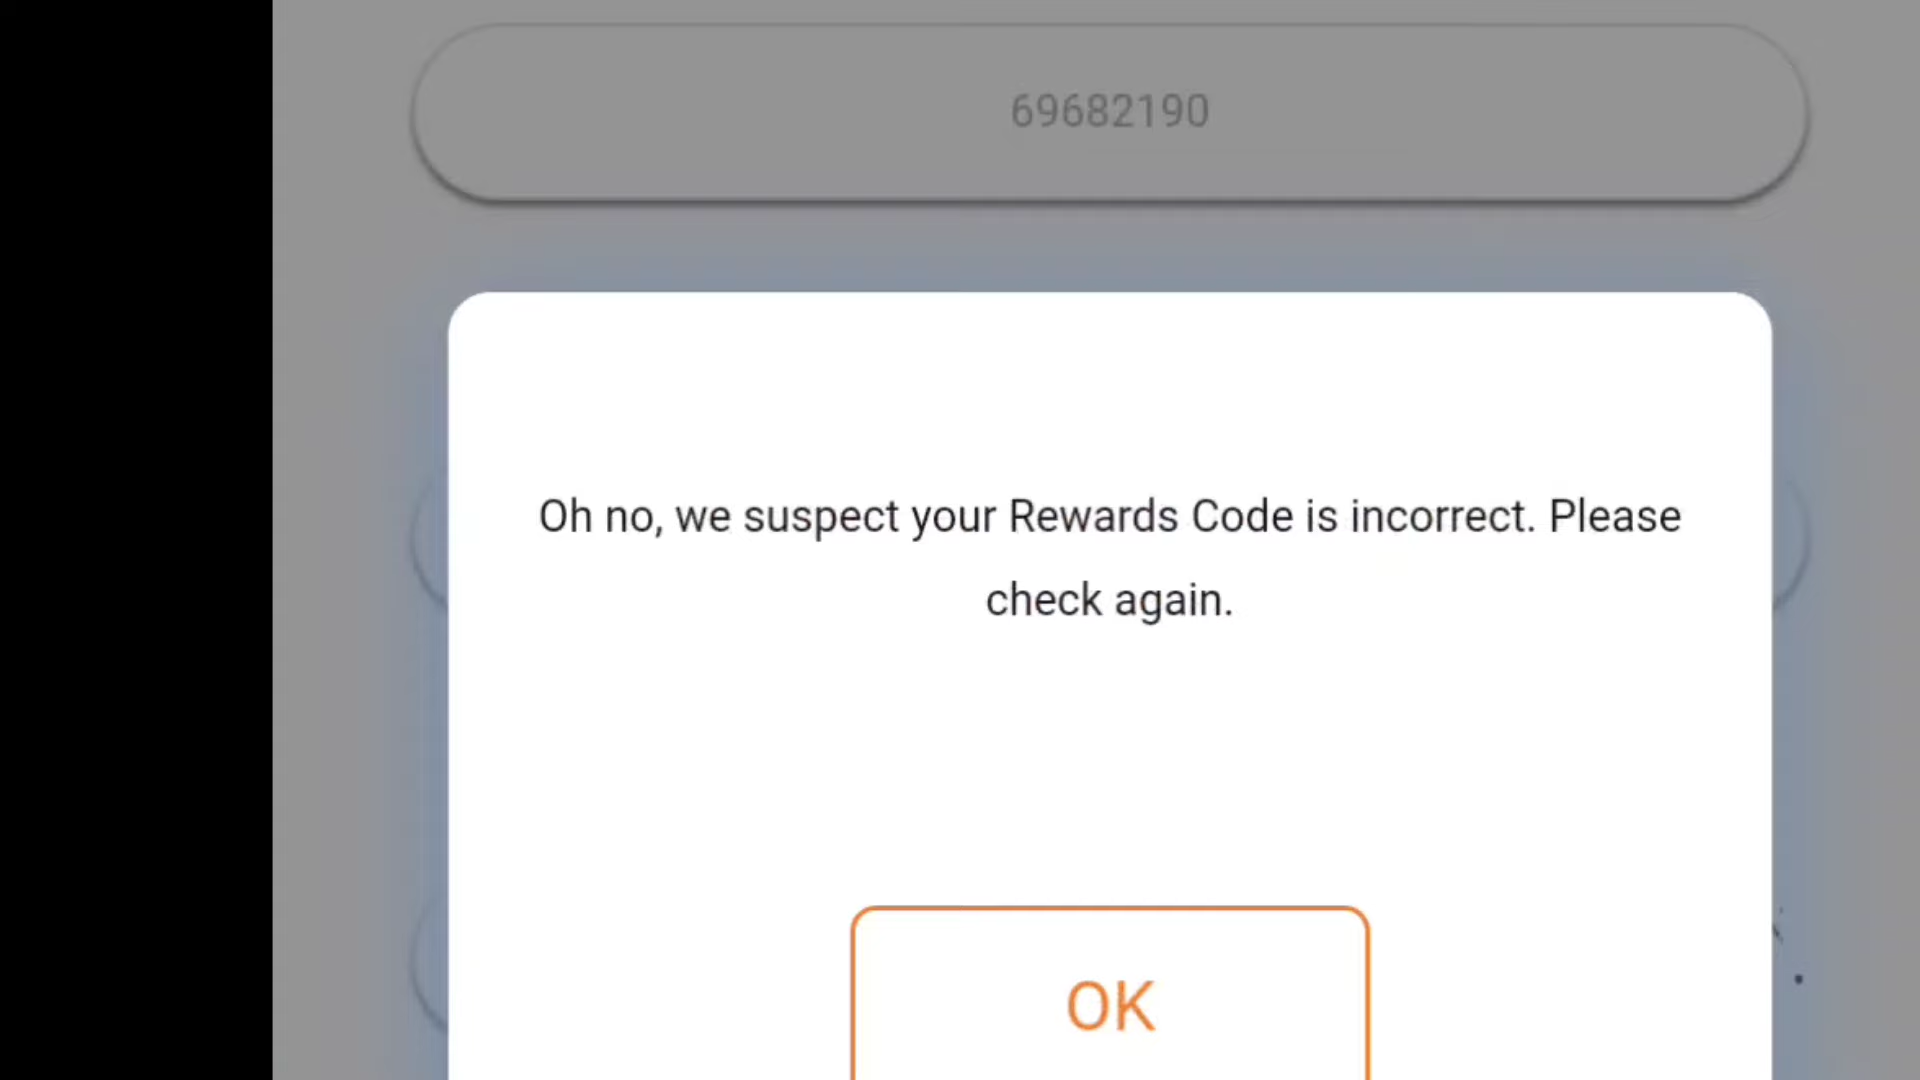 69682190
Oh no, we suspect your Rewards Code is incorrect. Please
check again.
OK